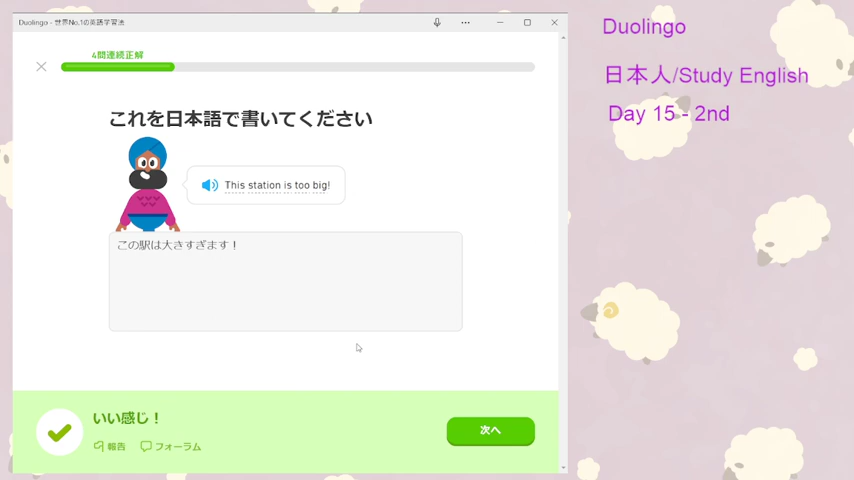 Duolingo - 世界No.1の英語学習法
4問連続正解
これを日本語で書いてください
This station is too big!
この駅は大きすぎます！
いい感じ！
報告 フォーラム
次へ
Duolingo
日本人/Study English
Day 15 - 2nd